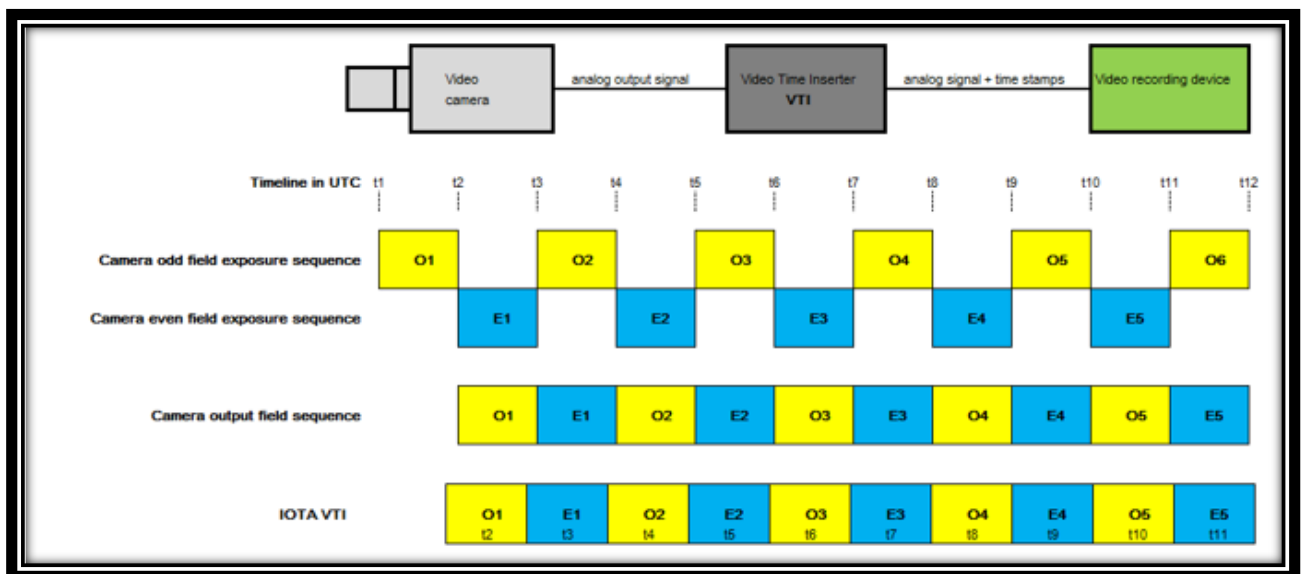 Video camera
analog output signal
Video Time Inserter
VTI
analog signal + time stamps
Video recording device
Timeline in UTC t1 t2 t3 t4 t5 t6 t7 t8 t9 t10 t11 t12
Camera odd field exposure sequence O1 O2 O3 O4 O5 O6
Camera even field exposure sequence E1 E2 E3 E4 E5
Camera output field sequence O1 E1 O2 E2 O3 E3 O4 E4 O5 E5
IOTA VTI O1 E1 O2 E2 O3 E3 O4 E4 O5 E5
t2 t3 t4 t5 t6 t7 t8 t9 t10 t11